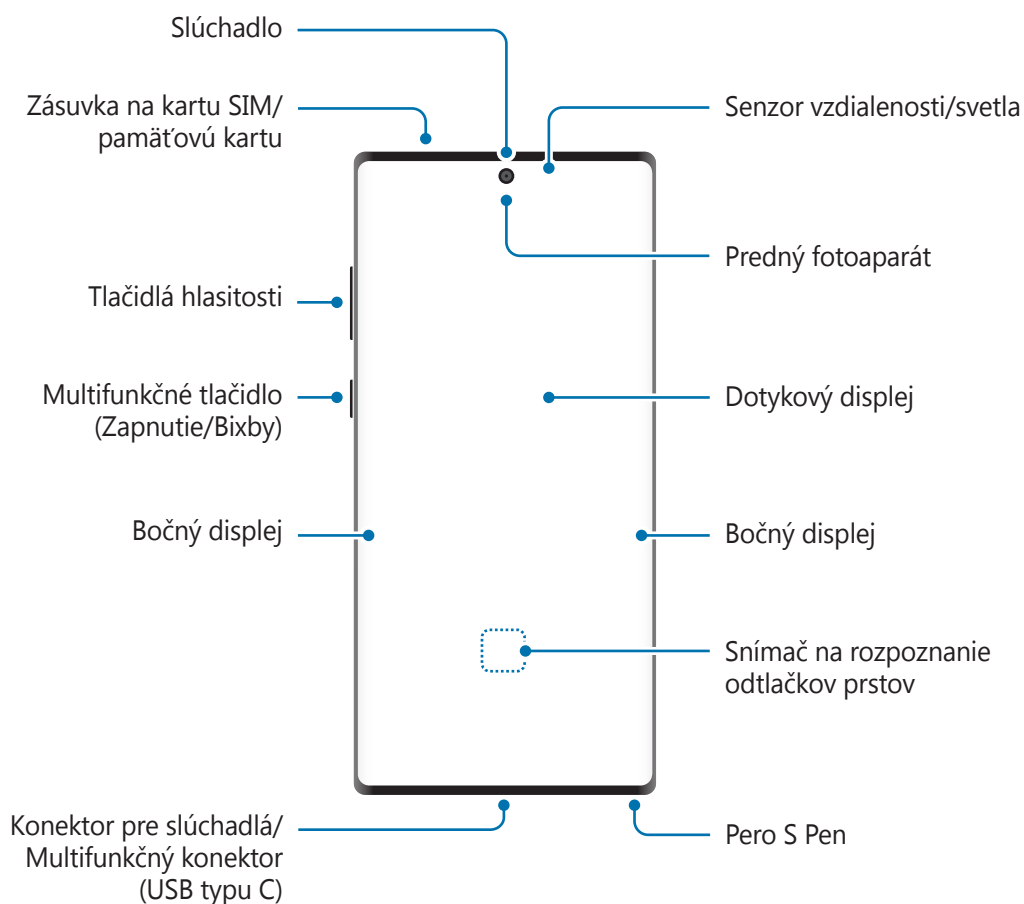 Slúchadlo
Zásuvka na kartu SIM/
pamäťovú kartu
Tlačidlá hlasitosti
Multifunkčné tlačidlo
(Zapnutie/Bixby)
Bočný displej
Konektor pre slúchadlá/
Multifunkčný konektor
(USB typu C)
Senzor vzdialenosti/svetla
Predný fotoaparát
Dotykový displej
Bočný displej
Snímač na rozpoznanie
odtlačkov prstov
Pero S Pen